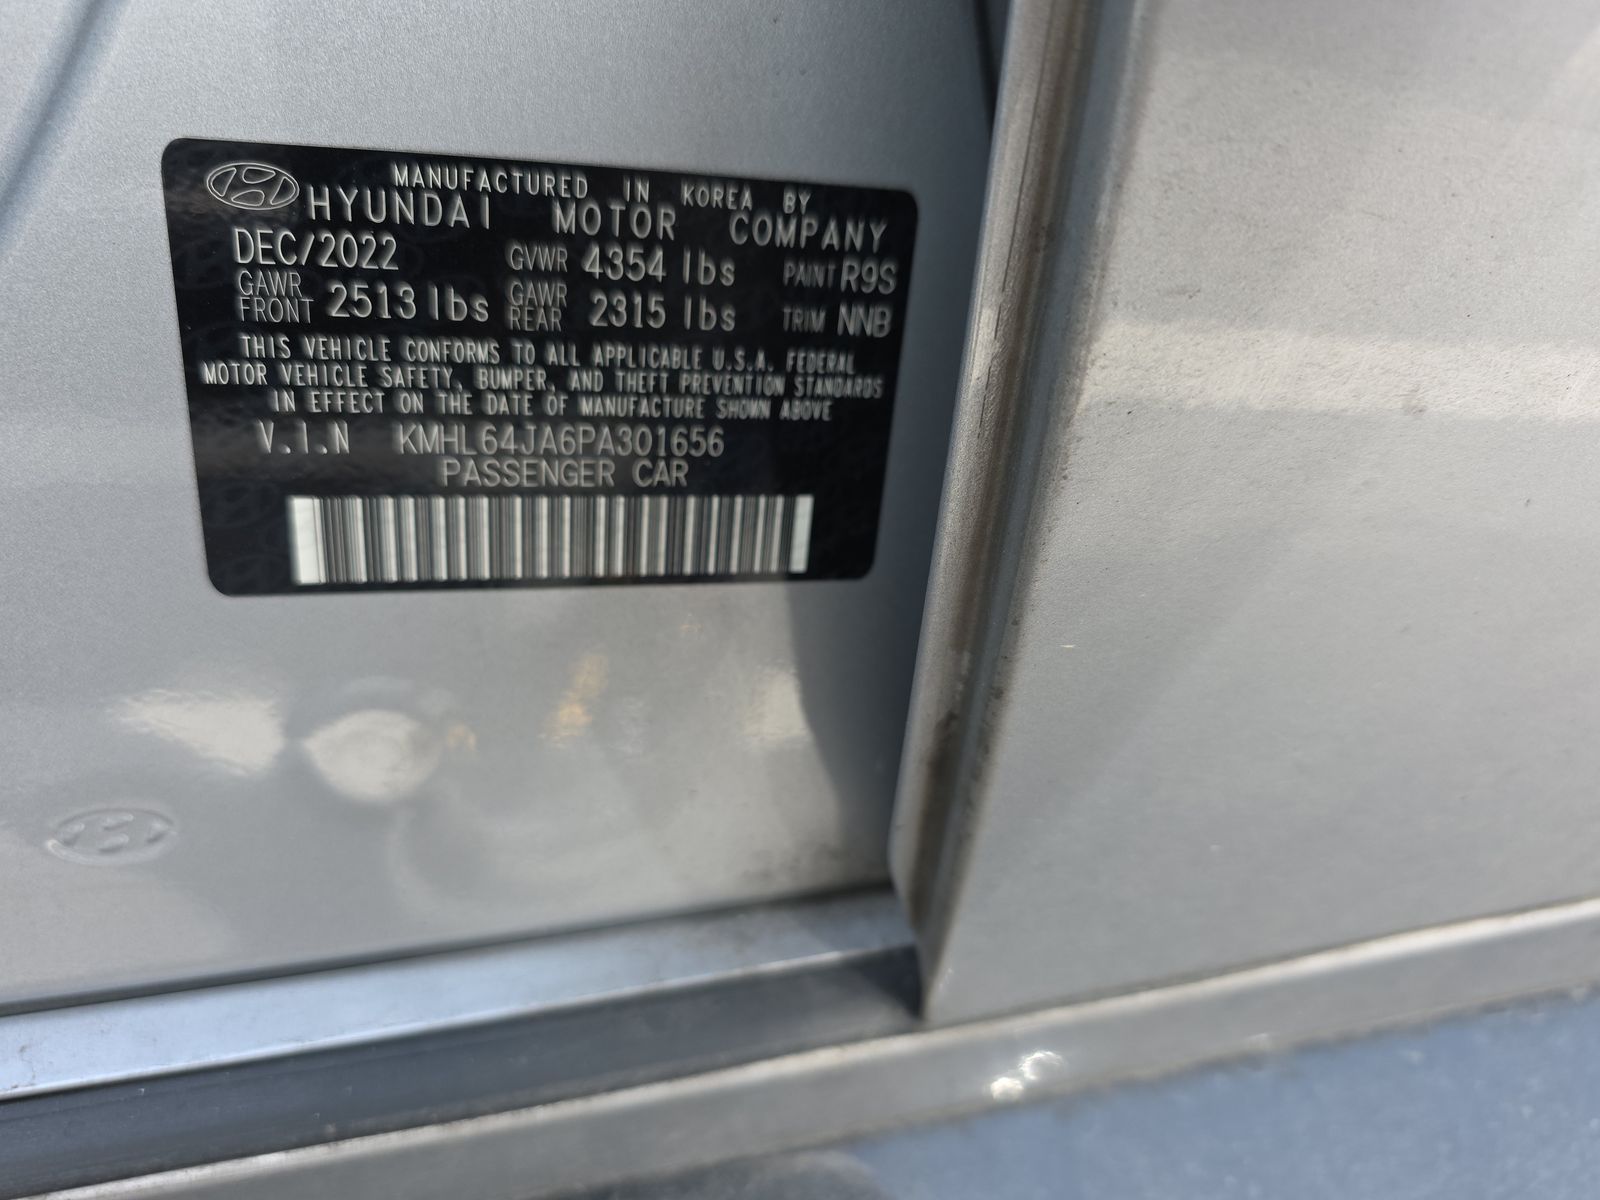 MANUFACTURED IN KOREA BY
HYUNDAI MOTOR COMPANY
DEC/2022 GVWR 4354 lbs PAINT R9S
GAWR FRONT 2513 lbs GAWR REAR 2315 lbs TRIM NNB
THIS VEHICLE CONFORMS TO ALL APPLICABLE U.S.A. FEDERAL
MOTOR VEHICLE SAFETY, BUMPER, AND THEFT PREVENTION STANDARDS
IN EFFECT ON THE DATE OF MANUFACTURE SHOWN ABOVE
V.I.N KMHL64JA6PA301656
PASSENGER CAR